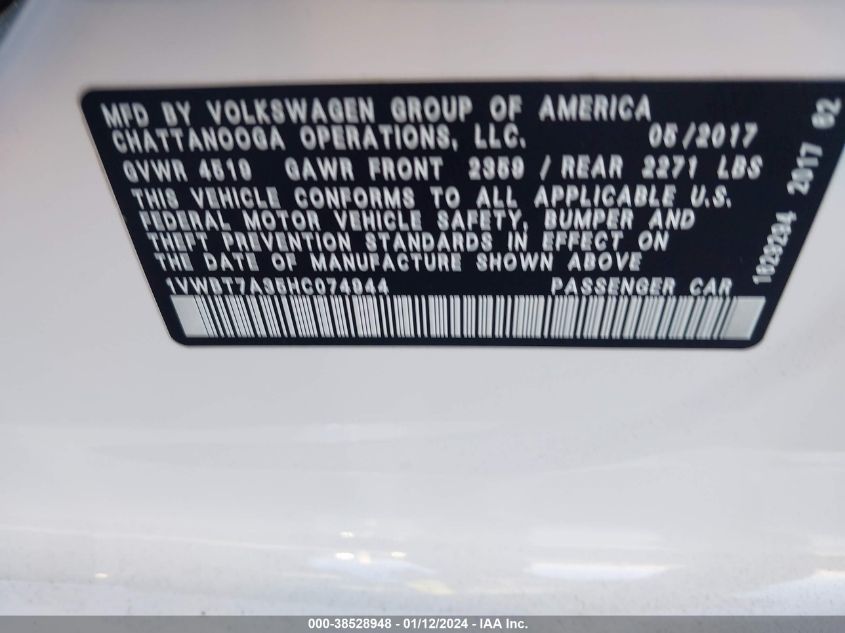 MFD BY VOLKSWAGEN GROUP OF AMERICA
CHATTANOOGA OPERATIONS, LLC. 05/2017
GVWR 4519 GAWR FRONT 2359 / REAR 2271 LBS
THIS VEHICLE CONFORMS TO ALL APPLICABLE U.S.
FEDERAL MOTOR VEHICLE SAFETY, BUMPER AND
THEFT PREVENTION STANDARDS IN EFFECT ON
THE DATE OF MANUFACTURE SHOWN ABOVE
1VWBT7A35HC074944 PASSENGER CAR
1629294 2017 62
000-38528948 - 01/12/2024 - IAA Inc.